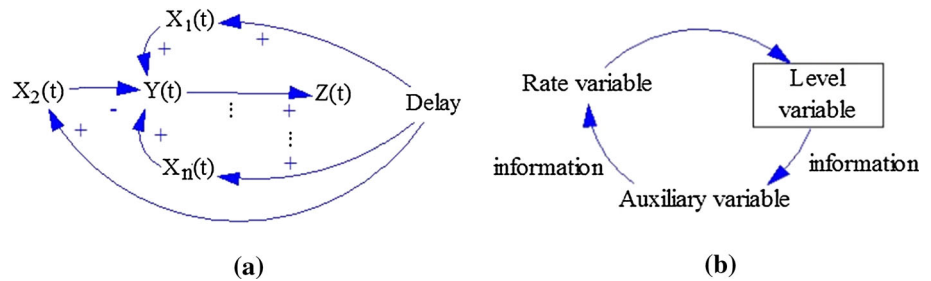 X1(t)
+
+
X2(t)
Y(t)
Z(t)
Delay
-
⋮
+
+
+
⋮
+
Xn(t)
(a)
Rate variable
Level
variable
information
information
Auxiliary variable
(b)